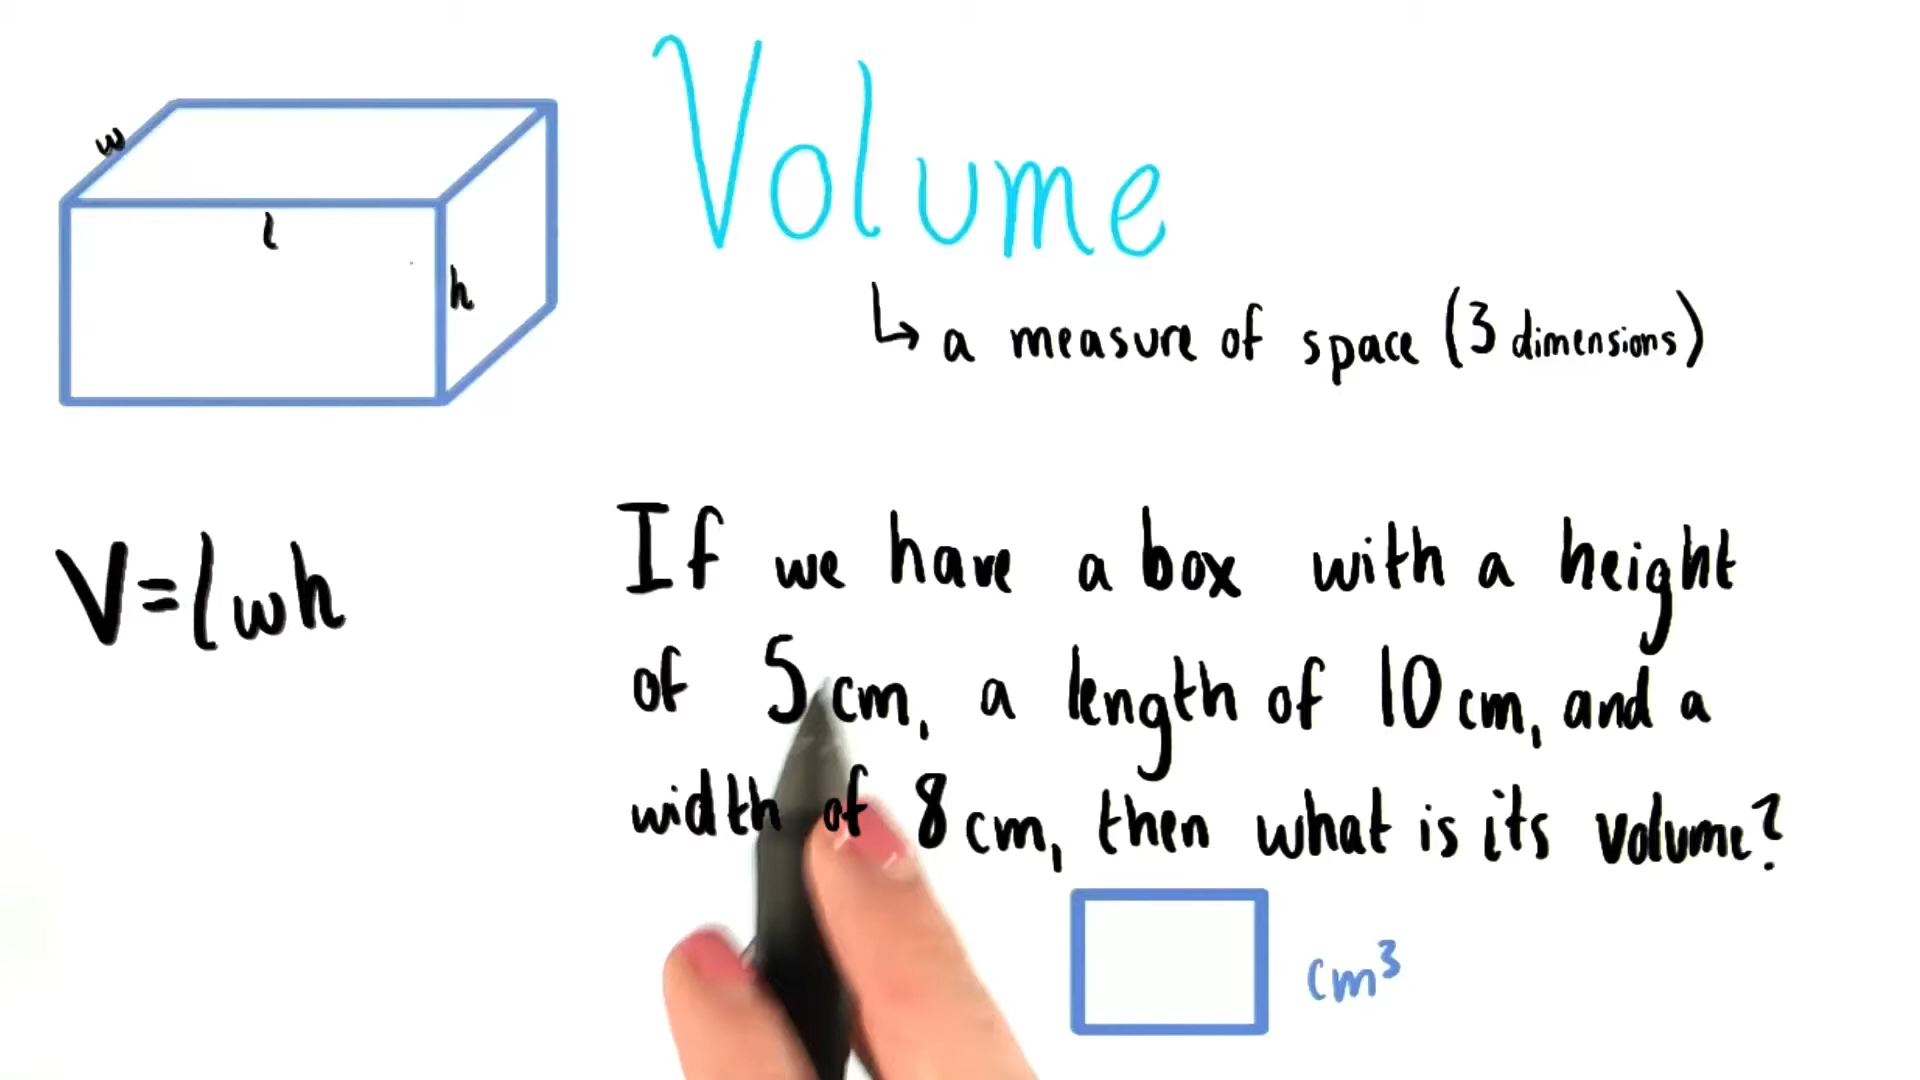 Volume
w
l
h
↳ a measure of space (3 dimensions)
V=lwh
If we have a box with a height
of 5 cm, a length of 10 cm, and a
width of 8 cm, then what is its volume?
cm³